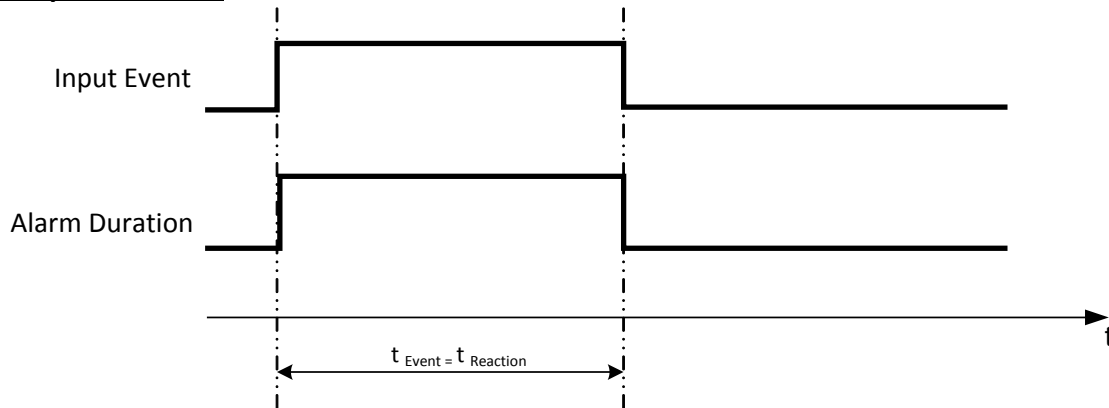 Input Event
Alarm Duration
t
t Event = t Reaction